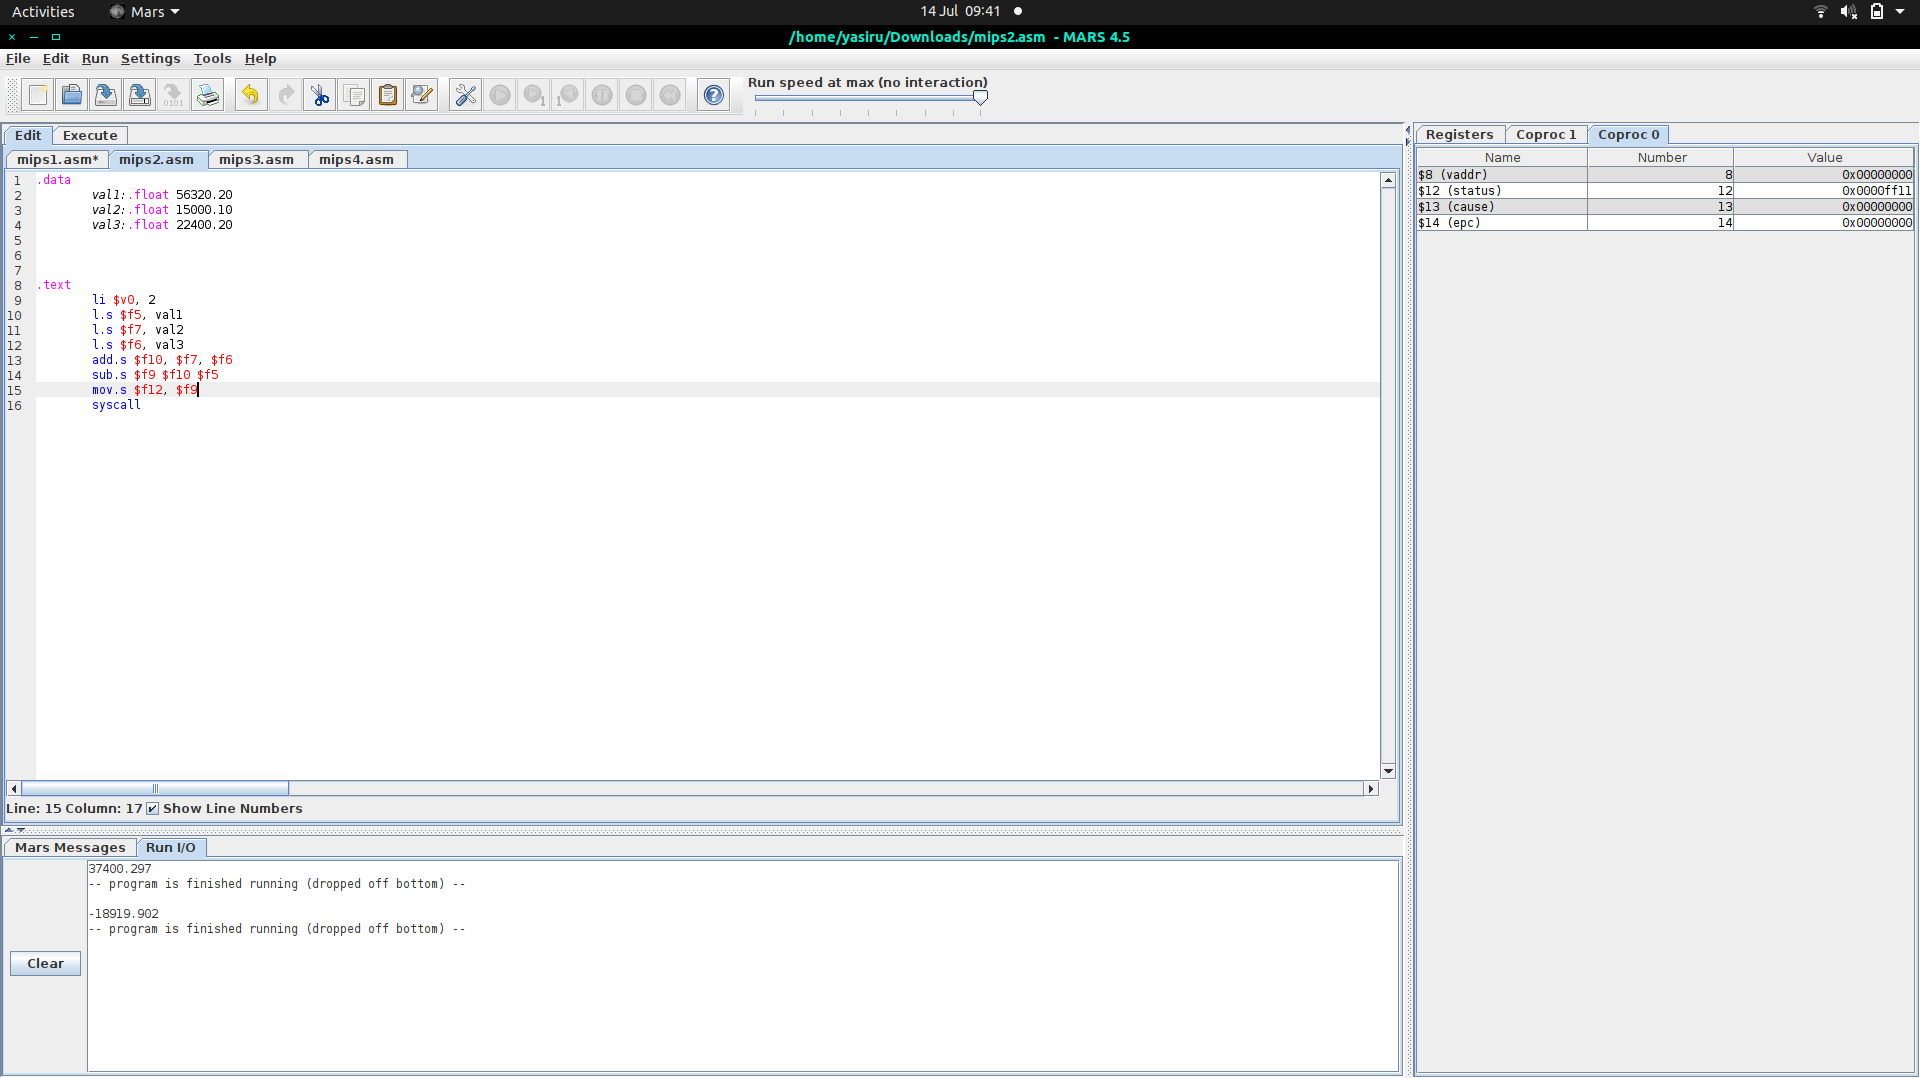 Activities Mars 14 Jul 09:41
/home/yasiru/Downloads/mips2.asm - MARS 4.5
File Edit Run Settings Tools Help
Run speed at max (no interaction)
Edit Execute
mips1.asm* mips2.asm mips3.asm mips4.asm
1 .data
2 val1:.float 56320.20
3 val2:.float 15000.10
4 val3:.float 22400.20
5
6
7
8 .text
9 li $v0, 2
10 l.s $f5, val1
11 l.s $f7, val2
12 l.s $f6, val3
13 add.s $f10, $f7, $f6
14 sub.s $f9 $f10 $f5
15 mov.s $f12, $f9
16 syscall
Line: 15 Column: 17 Show Line Numbers
Mars Messages Run I/O
37400.297
-- program is finished running (dropped off bottom) --
-18919.902
-- program is finished running (dropped off bottom) --
Clear
Registers Coproc 1 Coproc 0
Name Number Value
$8 (vaddr) 8 0x00000000
$12 (status) 12 0x0000ff11
$13 (cause) 13 0x00000000
$14 (epc) 14 0x00000000